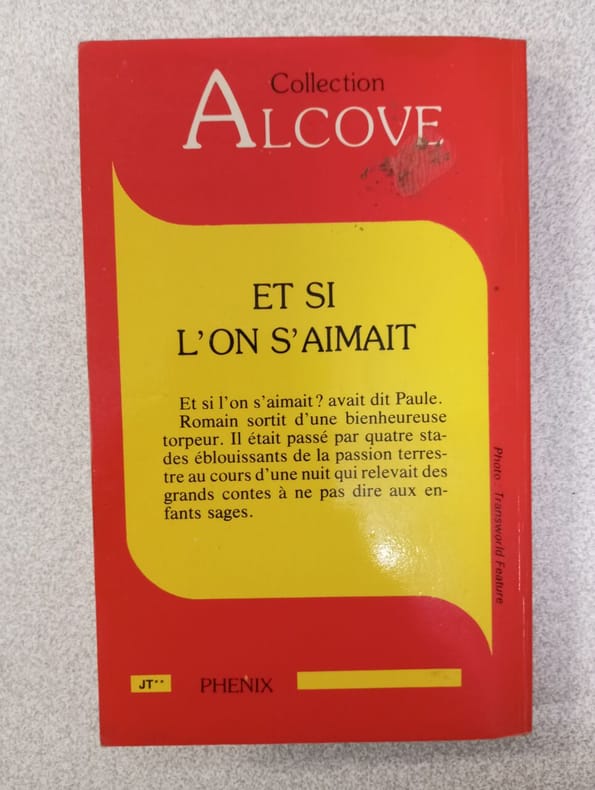 Collection
ALCOVE
ET SI
L'ON S'AIMAIT
Et si l'on s'aimait? avait dit Paule.
Romain sortit d'une bienheureuse
torpeur. Il était passé par quatre sta-
des éblouissants de la passion terres-
tre au cours d'une nuit qui relevait des
grands contes à ne pas dire aux en-
fants sages.
Photo : Transworld Feature
JT**
PHENIX